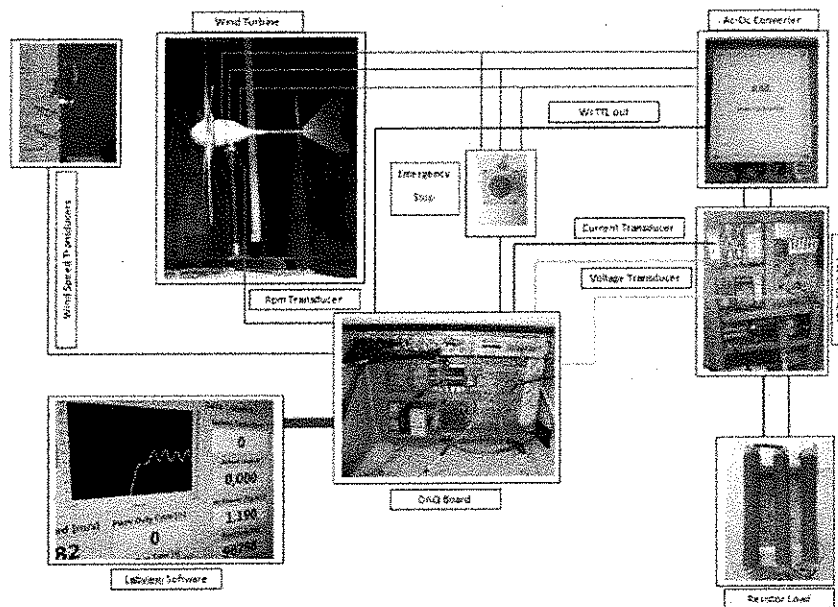 Wind Turbine
Ac-Dc Converter
W: TTL out
Emergency
Stop
Wind Speed Transducers
Current Transducer
Voltage Transducer
Rpm Transducer
DAQ Board
0
0.000
1.190
0
82
Labview Software
Resistor Load